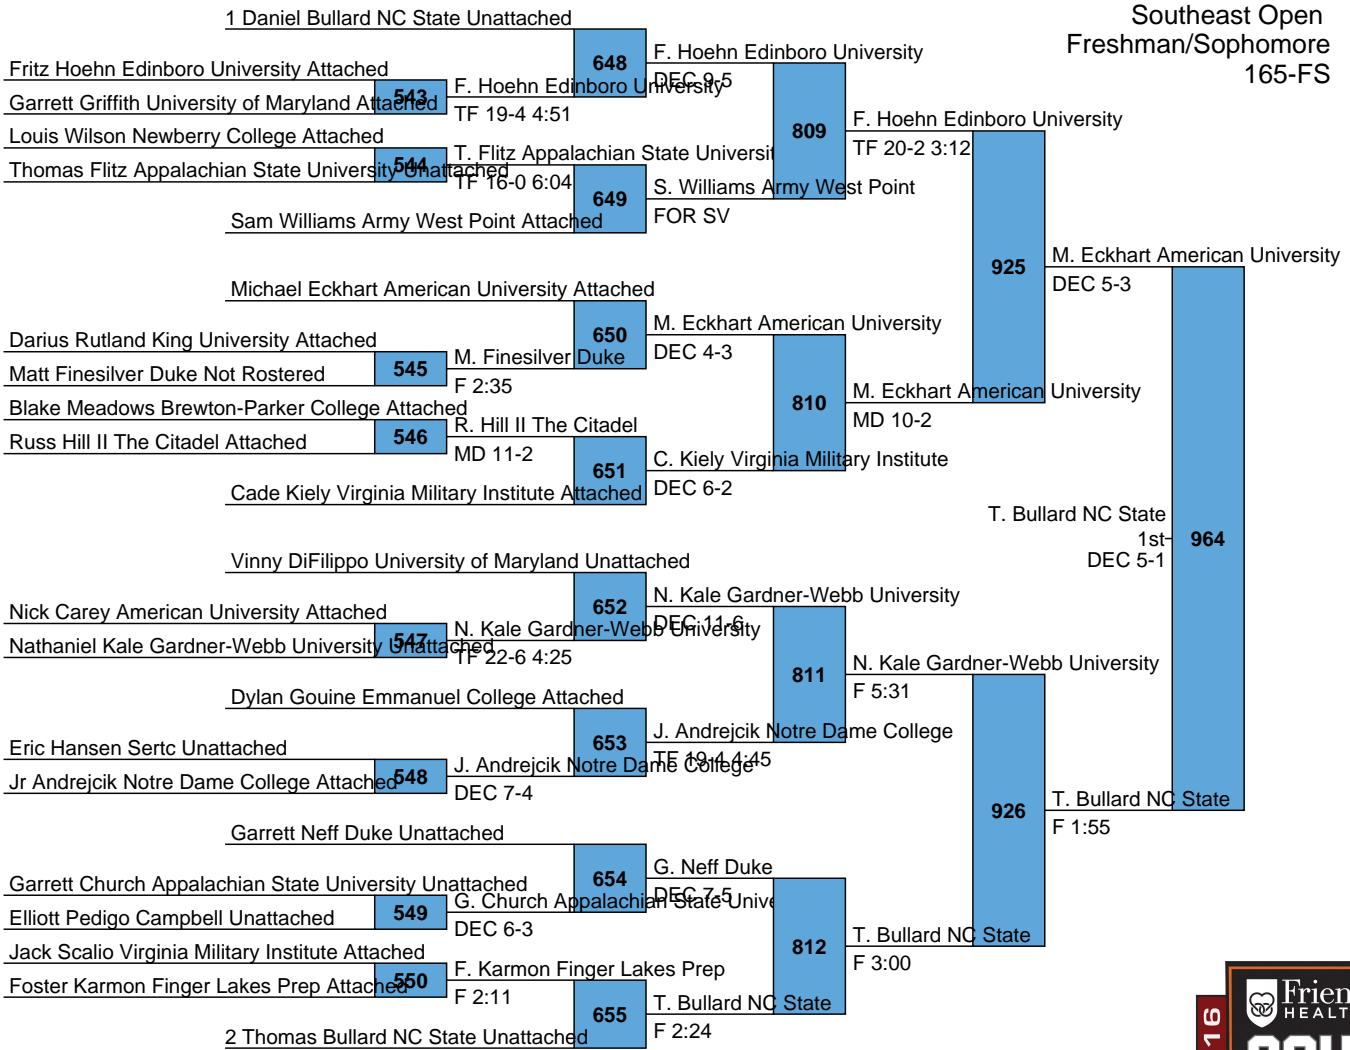 Southeast Open
Freshman/Sophomore
165-FS
1 Daniel Bullard NC State Unattached
648
F. Hoehn Edinboro University
DEC 9-5
Fritz Hoehn Edinboro University Attached
543
Garrett Griffith University of Maryland Attached
F. Hoehn Edinboro University
TF 19-4 4:51
809
F. Hoehn Edinboro University
TF 20-2 3:12
Louis Wilson Newberry College Attached
544
Thomas Flitz Appalachian State University Unattached
T. Flitz Appalachian State Universit
TF 16-0 6:04
649
S. Williams Army West Point
FOR SV
Sam Williams Army West Point Attached
925
M. Eckhart American University
DEC 5-3
Michael Eckhart American University Attached
650
M. Eckhart American University
DEC 4-3
Darius Rutland King University Attached
545
Matt Finesilver Duke Not Rostered
M. Finesilver Duke
F 2:35
810
M. Eckhart American University
MD 10-2
Blake Meadows Brewton-Parker College Attached
546
Russ Hill II The Citadel Attached
R. Hill II The Citadel
MD 11-2
651
C. Kiely Virginia Military Institute
DEC 6-2
Cade Kiely Virginia Military Institute Attached
T. Bullard NC State
1st
DEC 5-1
964
Vinny DiFilippo University of Maryland Unattached
652
N. Kale Gardner-Webb University
DEC 11-6
Nick Carey American University Attached
547
Nathaniel Kale Gardner-Webb University Unattached
N. Kale Gardner-Webb University
TF 22-6 4:25
811
N. Kale Gardner-Webb University
F 5:31
Dylan Gouine Emmanuel College Attached
653
J. Andrejcik Notre Dame College
TF 19-4 4:45
Eric Hansen Sertc Unattached
548
Jr Andrejcik Notre Dame College Attached
J. Andrejcik Notre Dame College
DEC 7-4
926
T. Bullard NC State
F 1:55
Garrett Neff Duke Unattached
654
G. Neff Duke
DEC 7-5
Garrett Church Appalachian State University Unattached
549
Elliott Pedigo Campbell Unattached
G. Church Appalachian State Unive
DEC 6-3
812
T. Bullard NC State
F 3:00
Jack Scalio Virginia Military Institute Attached
550
Foster Karmon Finger Lakes Prep Attached
F. Karmon Finger Lakes Prep
F 2:11
655
T. Bullard NC State
F 2:24
2 Thomas Bullard NC State Unattached
16
Frien
HEALT